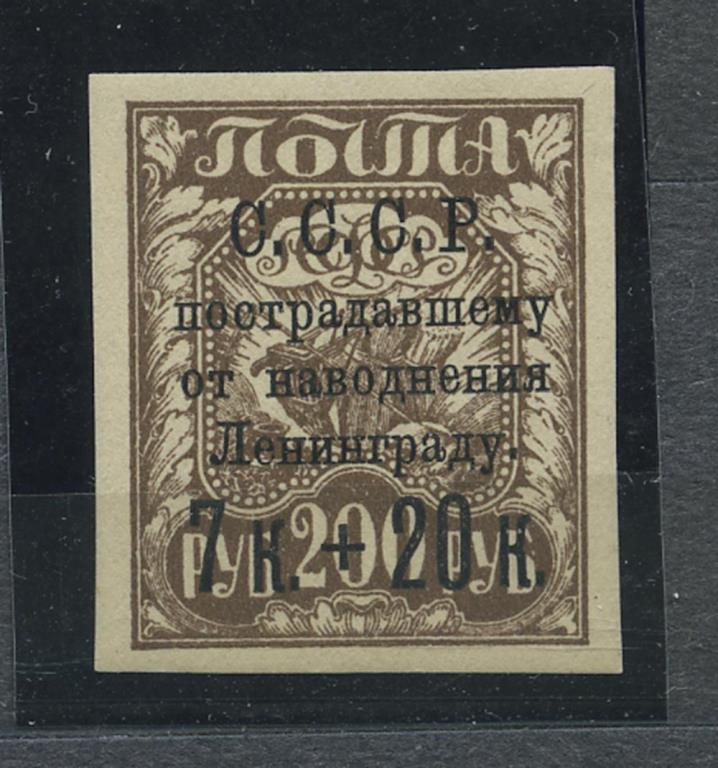 ПОЧТА
С.С.С.Р.
пострадавшему
от наводнения
Ленинграду.
7 к. + 20 к.
РУБ 200 РУБ